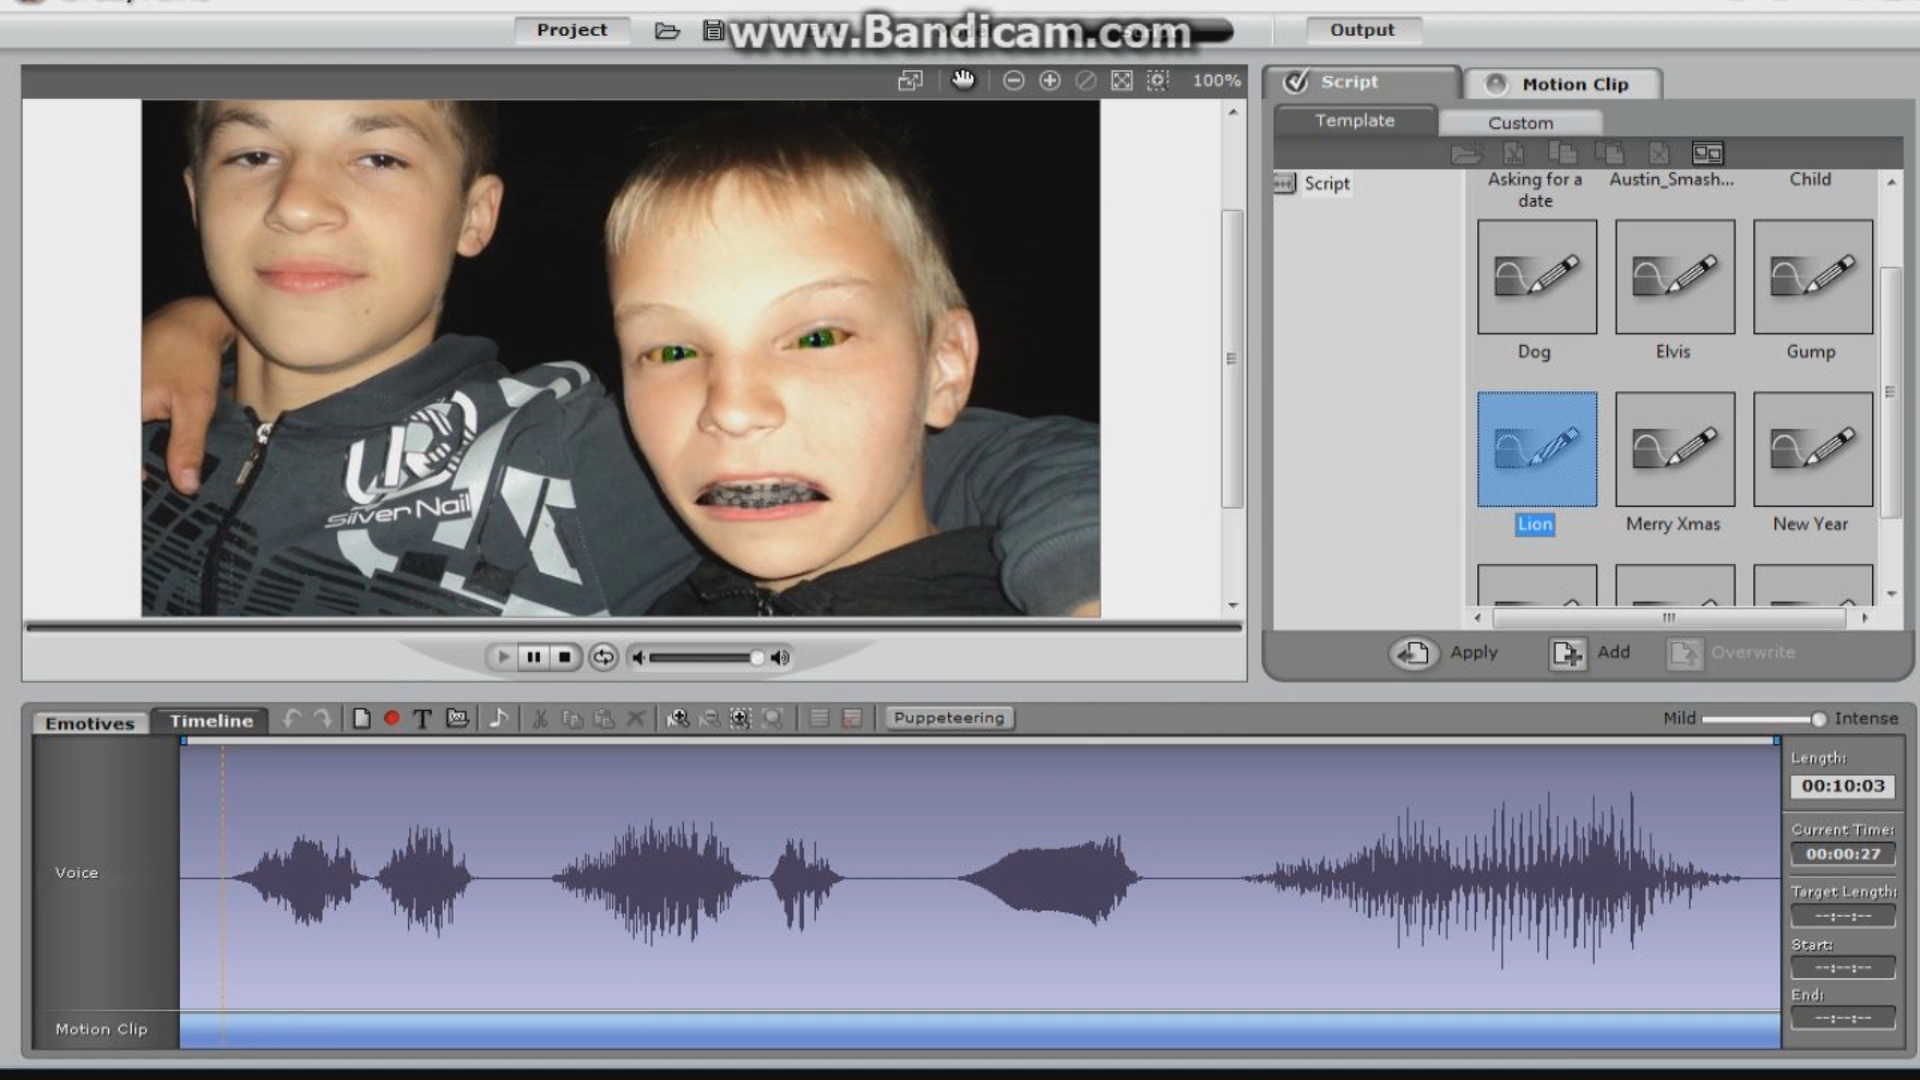 Project
www.Bandicam.com
Output
100%
Script
Motion Clip
Template
Custom
Script
Asking for a
date
Austin_Smash...
Child
Dog
Elvis
Gump
Lion
Merry Xmas
New Year
Apply
Add
Overwrite
Silver Nail
Emotives
Timeline
T
Puppeteering
Mild
Intense
Voice
Length:
00:10:03
Current Time:
00:00:27
Target Length:
--:--:--
Start:
--:--:--
End:
--:--:--
Motion Clip